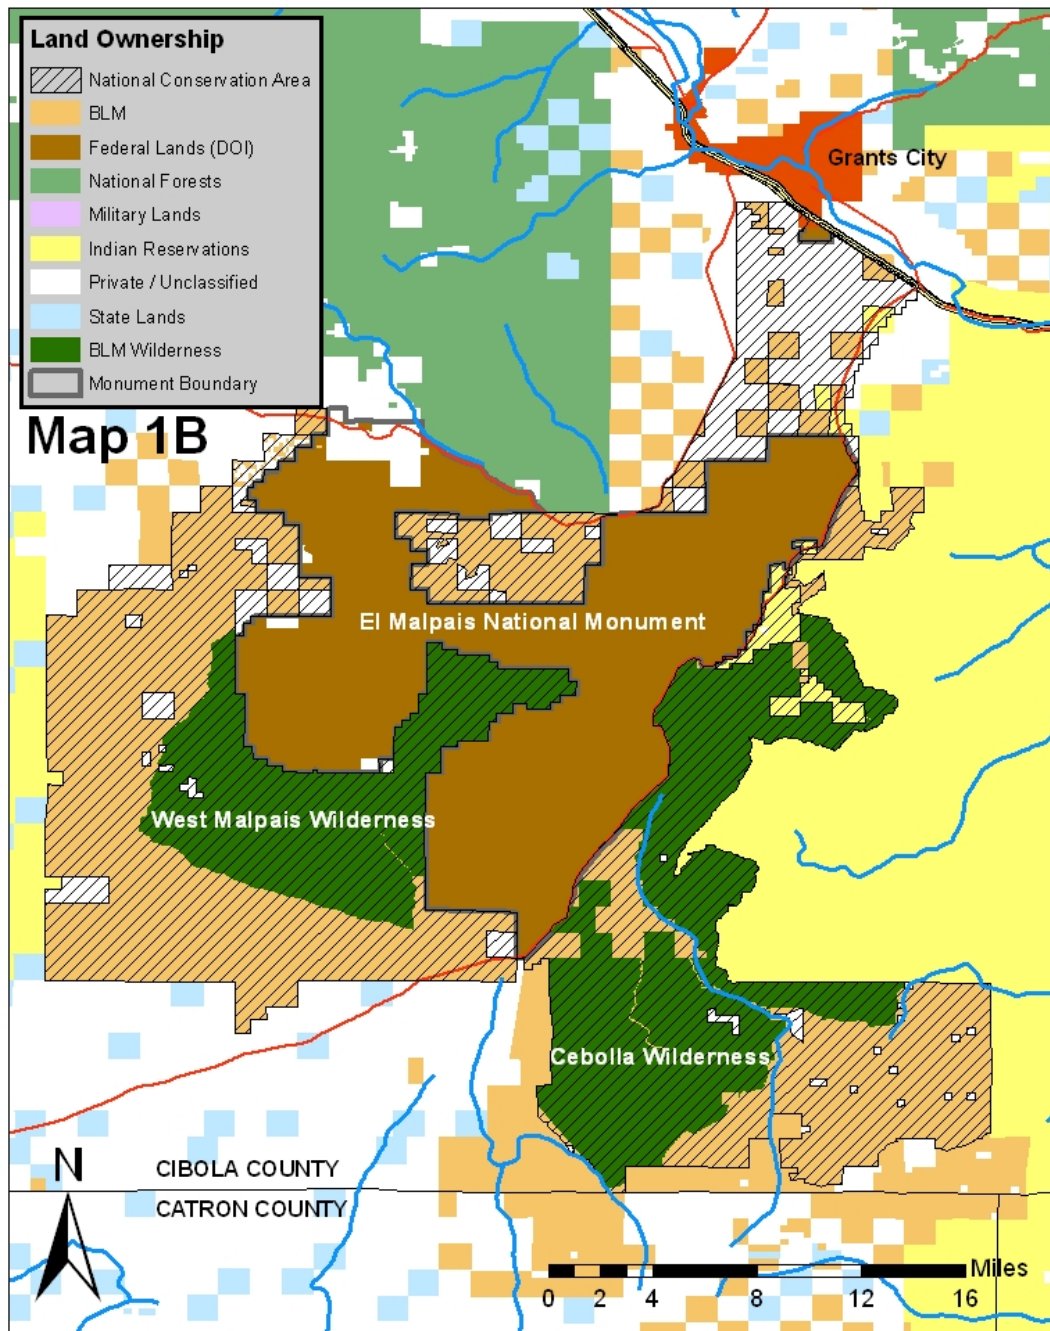 Land Ownership
National Conservation Area
BLM
Federal Lands (DOI)
National Forests
Military Lands
Indian Reservations
Private / Unclassified
State Lands
BLM Wilderness
Monument Boundary
Map 1B
Grants City
El Malpais National Monument
West Malpais Wilderness
Cebolla Wilderness
N
CIBOLA COUNTY
CATRON COUNTY
Miles
0 2 4 8 12 16